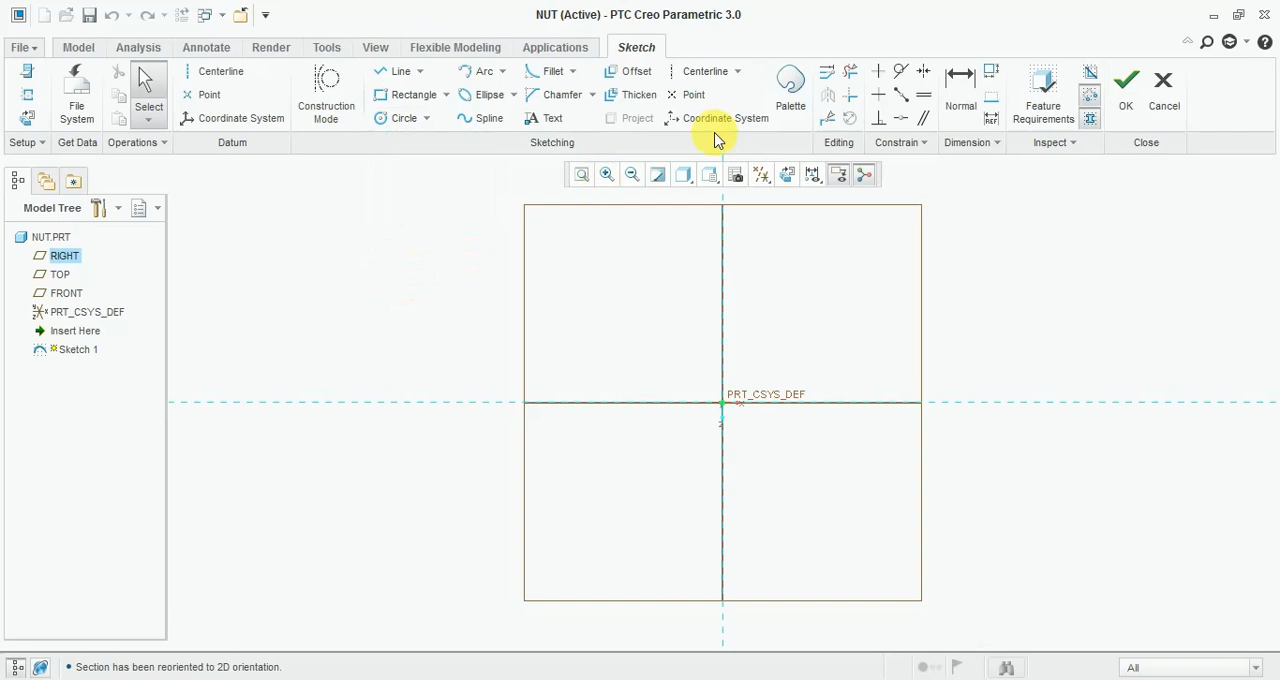 NUT (Active) - PTC Creo Parametric 3.0
File Model Analysis Annotate Render Tools View Flexible Modeling Applications Sketch
Centerline Line Arc Fillet Offset Centerline
File System Select Point Construction Mode Rectangle Ellipse Chamfer Thicken Point Palette Normal Feature Requirements OK Cancel
Coordinate System Circle Spline Text Project Coordinate System
Setup Get Data Operations Datum Sketching Editing Constrain Dimension Inspect Close
Model Tree
NUT.PRT
RIGHT
TOP
FRONT
PRT_CSYS_DEF
Insert Here
Sketch 1
PRT_CSYS_DEF
Section has been reoriented to 2D orientation.
All